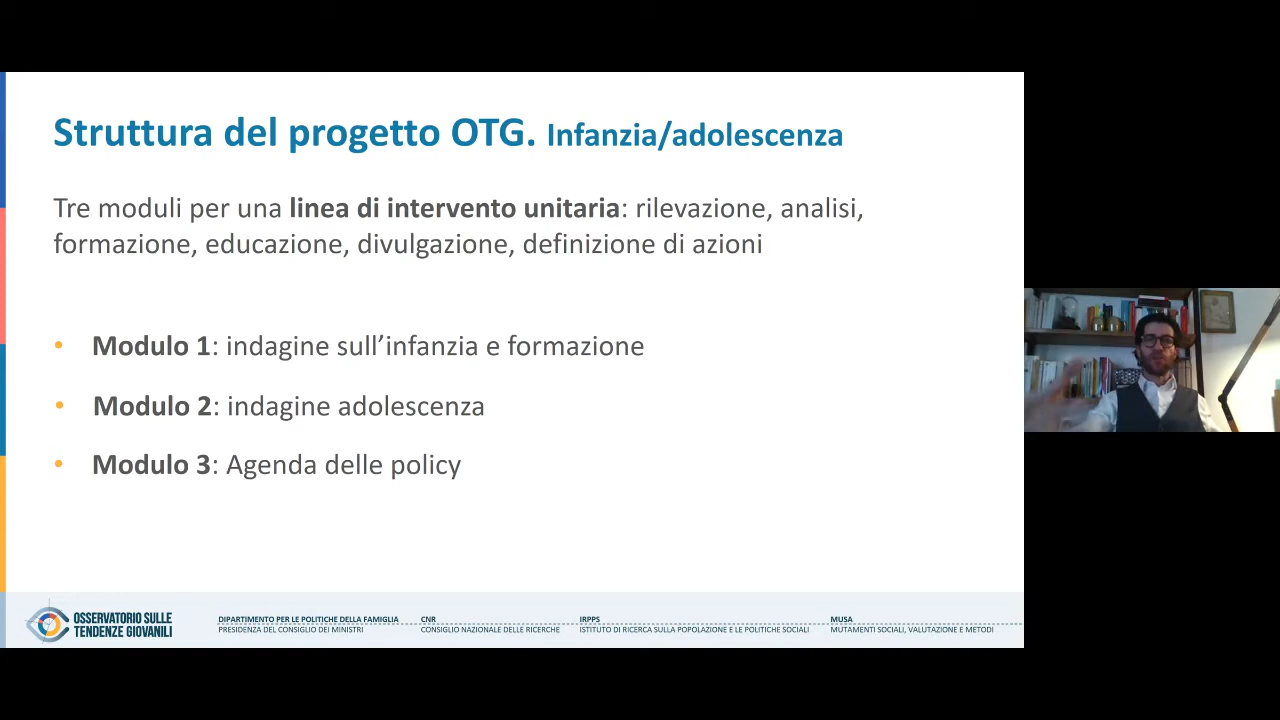 Struttura del progetto OTG. Infanzia/adolescenza
Tre moduli per una linea di intervento unitaria: rilevazione, analisi,
formazione, educazione, divulgazione, definizione di azioni
• Modulo 1: indagine sull’infanzia e formazione
• Modulo 2: indagine adolescenza
• Modulo 3: Agenda delle policy
OSSERVATORIO SULLE
TENDENZE GIOVANILI
DIPARTIMENTO PER LE POLITICHE DELLA FAMIGLIA
PRESIDENZA DEL CONSIGLIO DEI MINISTRI
CNR
CONSIGLIO NAZIONALE DELLE RICERCHE
IRPPS
ISTITUTO DI RICERCA SULLA POPOLAZIONE E LE POLITICHE SOCIALI
MUSA
MUTAMENTI SOCIALI, VALUTAZIONE E METODI